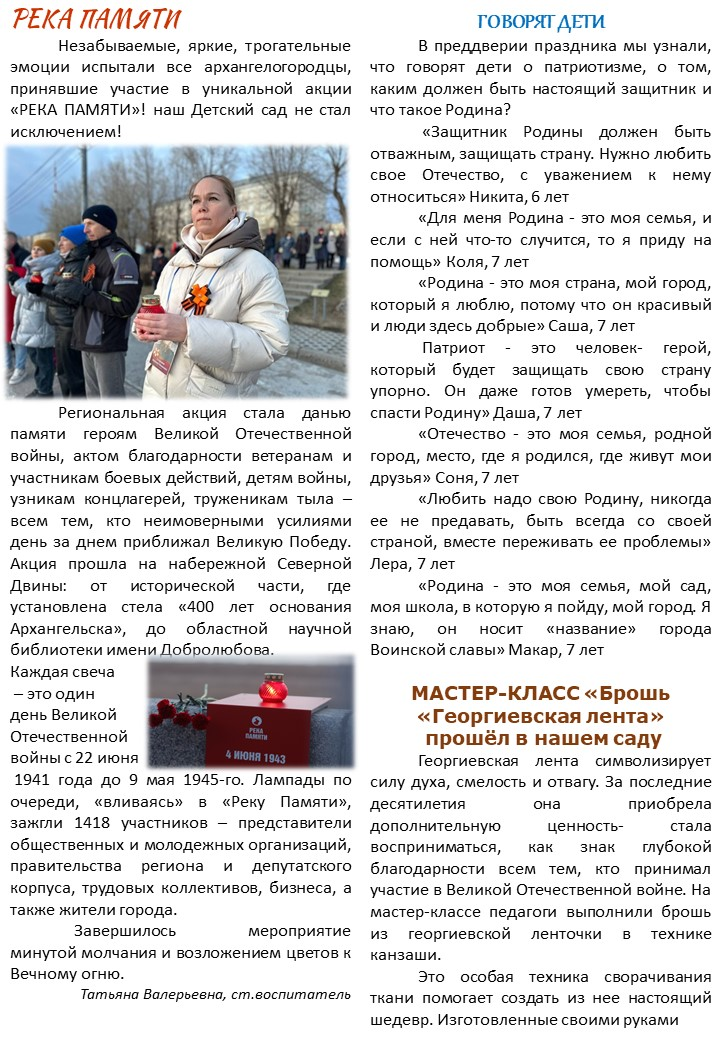 РЕКА ПАМЯТИ
Незабываемые, яркие, трогательные
эмоции испытали все архангелогородцы,
принявшие участие в уникальной акции
«РЕКА ПАМЯТИ»! наш Детский сад не стал
исключением!
Региональная акция стала данью
памяти героям Великой Отечественной
войны, актом благодарности ветеранам и
участникам боевых действий, детям войны,
узникам концлагерей, труженикам тыла –
всем тем, кто неимоверными усилиями
день за днем приближал Великую Победу.
Акция прошла на набережной Северной
Двины: от исторической части, где
установлена стела «400 лет основания
Архангельска», до областной научной
библиотеки имени Добролюбова.
Каждая свеча
– это один
день Великой
Отечественной
войны с 22 июня
РЕКА
ПАМЯТИ
4 ИЮНЯ 1943
1941 года до 9 мая 1945-го. Лампады по
очереди, «вливаясь» в «Реку Памяти»,
зажгли 1418 участников – представители
общественных и молодежных организаций,
правительства региона и депутатского
корпуса, трудовых коллективов, бизнеса, а
также жители города.
Завершилось мероприятие
минутой молчания и возложением цветов к
Вечному огню.
Татьяна Валерьевна, ст.воспитатель
ГОВОРЯТ ДЕТИ
В преддверии праздника мы узнали,
что говорят дети о патриотизме, о том,
каким должен быть настоящий защитник и
что такое Родина?
«Защитник Родины должен быть
отважным, защищать страну. Нужно любить
свое Отечество, с уважением к нему
относиться» Никита, 6 лет
«Для меня Родина - это моя семья, и
если с ней что-то случится, то я приду на
помощь» Коля, 7 лет
«Родина - это моя страна, мой город,
который я люблю, потому что он красивый
и люди здесь добрые» Саша, 7 лет
Патриот - это человек- герой,
который будет защищать свою страну
упорно. Он даже готов умереть, чтобы
спасти Родину» Даша, 7 лет
«Отечество - это моя семья, родной
город, место, где я родился, где живут мои
друзья» Соня, 7 лет
«Любить надо свою Родину, никогда
ее не предавать, быть всегда со своей
страной, вместе переживать ее проблемы»
Лера, 7 лет
«Родина - это моя семья, мой сад,
моя школа, в которую я пойду, мой город. Я
знаю, он носит «название» города
Воинской славы» Макар, 7 лет
МАСТЕР-КЛАСС «Брошь
«Георгиевская лента»
прошёл в нашем саду
Георгиевская лента символизирует
силу духа, смелость и отвагу. За последние
десятилетия она приобрела
дополнительную ценность- стала
восприниматься, как знак глубокой
благодарности всем тем, кто принимал
участие в Великой Отечественной войне. На
мастер-классе педагоги выполнили брошь
из георгиевской ленточки в технике
канзаши.
Это особая техника сворачивания
ткани помогает создать из нее настоящий
шедевр. Изготовленные своими руками